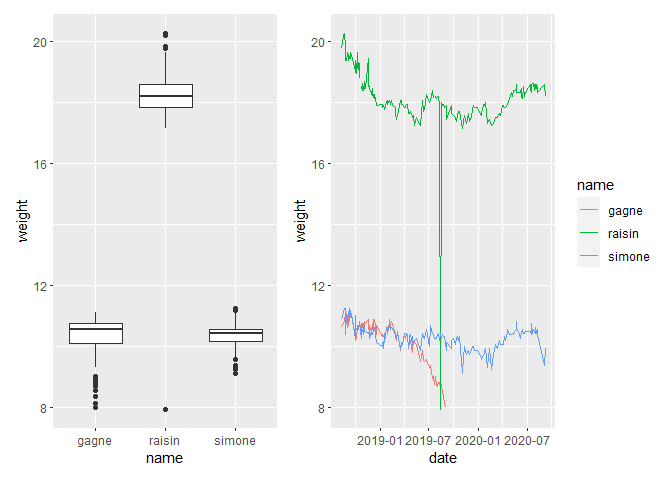 20
16
12
8
weight
gagne
raisin
simone
name
20
16
12
8
weight
2019-01
2019-07
2020-01
2020-07
date
name
gagne
raisin
simone